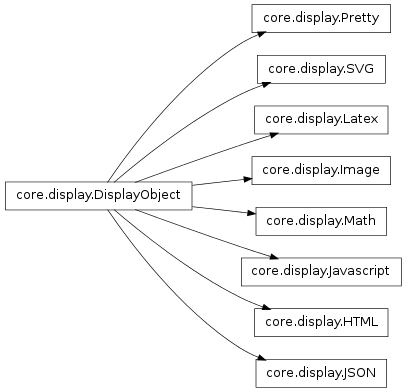 core.display.Pretty
core.display.SVG
core.display.Latex
core.display.Image
core.display.DisplayObject
core.display.Math
core.display.Javascript
core.display.HTML
core.display.JSON